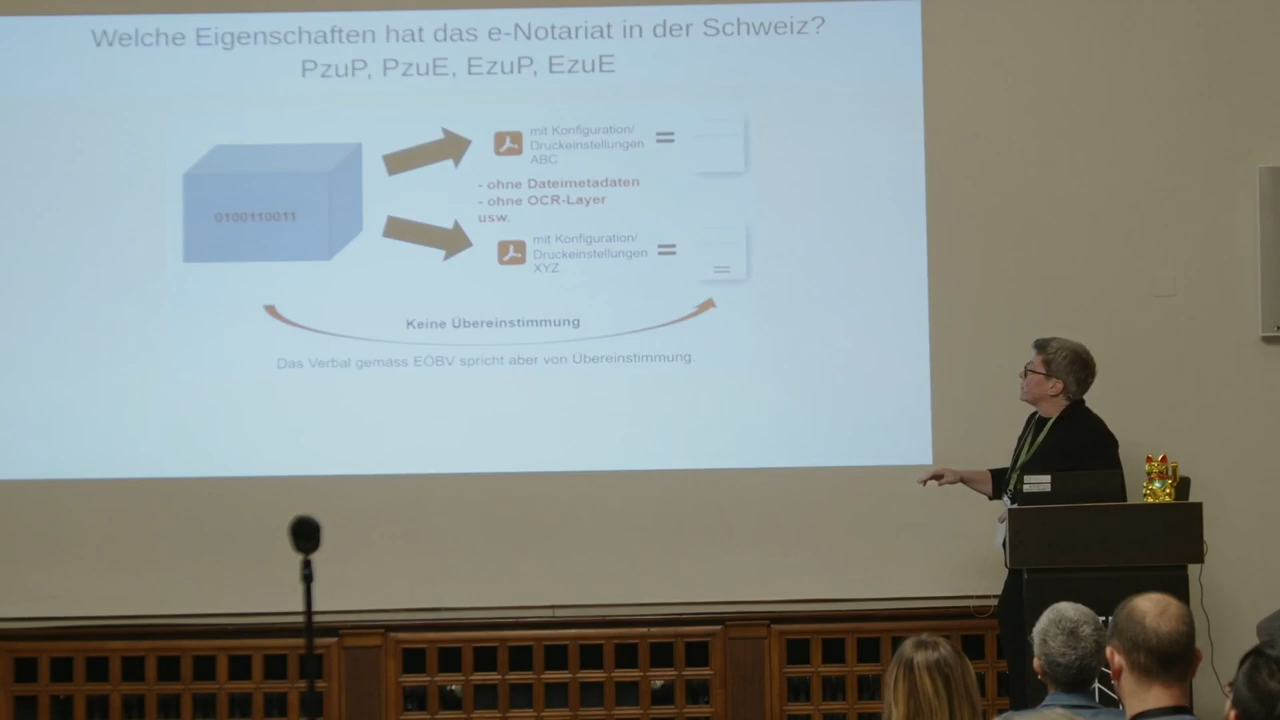 Welche Eigenschaften hat das e-Notariat in der Schweiz?
PzuP, PzuE, EzuP, EzuE
0100110011
mit Konfiguration/
Druckeinstellungen
ABC
=
- ohne Dateimetadaten
- ohne OCR-Layer
usw.
mit Konfiguration/
Druckeinstellungen
XYZ
=
Keine Übereinstimmung
Das Verbal gemäss EÖBV spricht aber von Übereinstimmung.